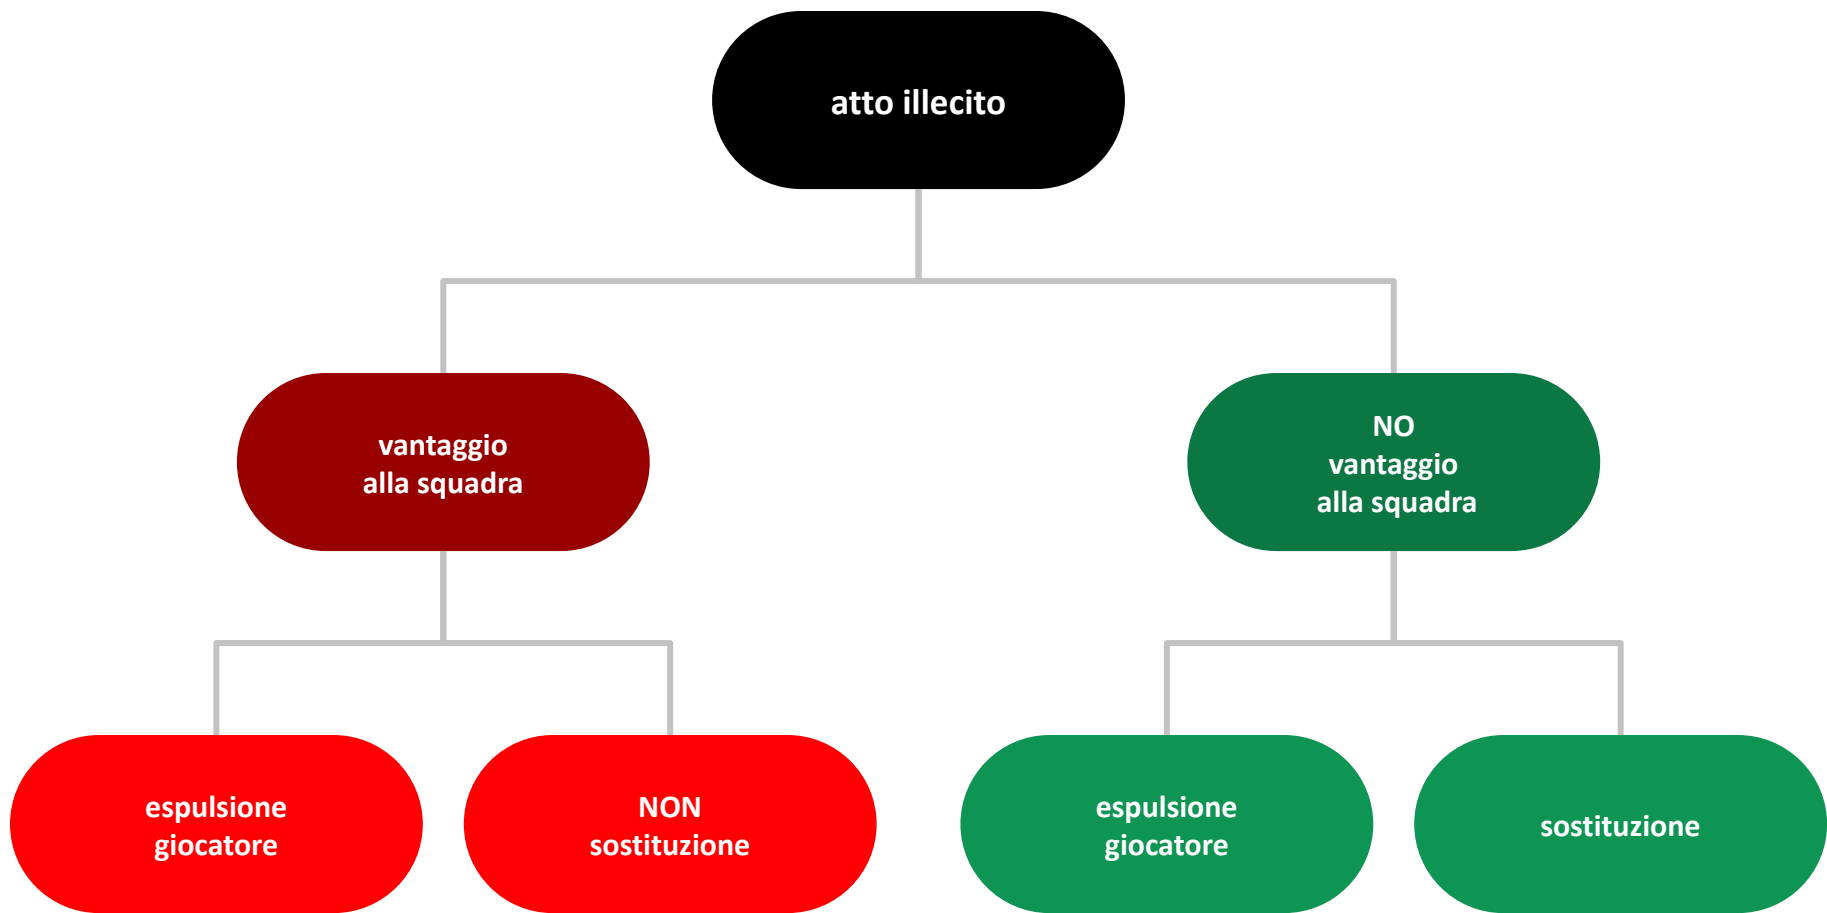 atto illecito
vantaggio
alla squadra
NO
vantaggio
alla squadra
espulsione
giocatore
NON
sostituzione
espulsione
giocatore
sostituzione